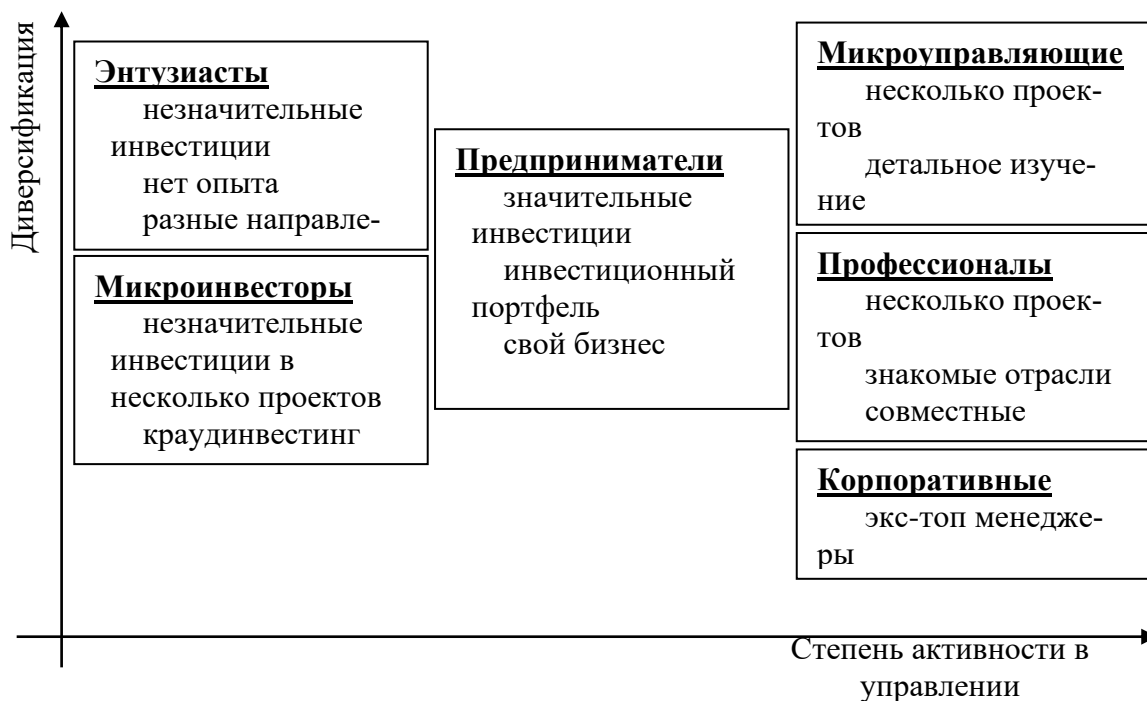 Диверсификация
Энтузиасты
незначительные
инвестиции
нет опыта
разные направле-
Микроинвесторы
незначительные
инвестиции в
несколько проектов
краудинвестинг
Предприниматели
значительные
инвестиции
инвестиционный
портфель
свой бизнес
Микроуправляющие
несколько проек-
тов
детальное изуче-
ние
Профессионалы
несколько проек-
тов
знакомые отрасли
совместные
Корпоративные
экс-топ менедже-
ры
Степень активности в
управлении